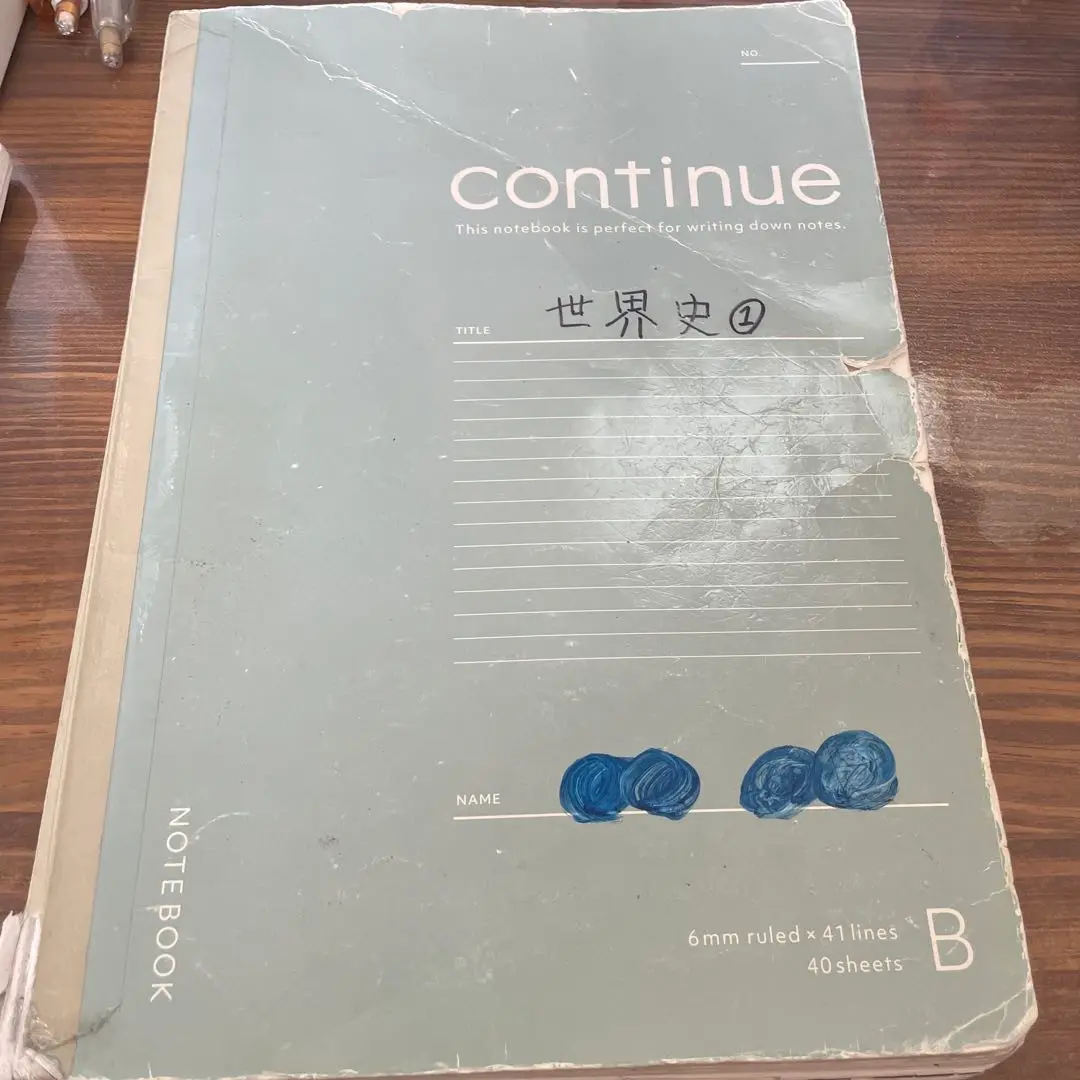 NO.
continue
This notebook is perfect for writing down notes.
TITLE 世界史①
NAME
NOTEBOOK
6mm ruled × 41 lines
40 sheets
B